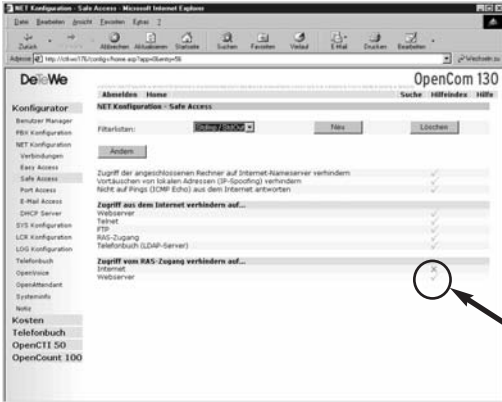 NET Konfiguration - Safe Access - Microsoft Internet Explorer
Datei Bearbeiten Ansicht Favoriten Extras ?
Zurück Abbrechen Aktualisieren Startseite Suchen Favoriten Verlauf E-Mail Drucken Bearbeiten
Adresse Wechseln zu
DeTeWe
OpenCom 130
Abmelden Home Suche Hilfeindex Hilfe
Konfigurator
Benutzer Manager
PBX Konfiguration
NET Konfiguration
Verbindungen
Easy Access
Safe Access
Port Access
E-Mail Access
DHCP Server
SYS Konfiguration
LCR Konfiguration
LOG Konfiguration
Telefonbuch
OpenVoice
OpenAttendant
Systeminfo
Notiz
Kosten
Telefonbuch
OpenCTI 50
OpenCount 100
NET Konfiguration - Safe Access
Filterlisten: Neu Löschen
Ändern
Zugriff der angeschlossenen Rechner auf Internet-Nameserver verhindern
Vortäuschen von lokalen Adressen (IP-Spoofing) verhindern
Nicht auf Pings (ICMP Echo) aus dem Internet antworten
Zugriff aus dem Internet verhindern auf...
Webserver
Telnet
FTP
RAS-Zugang
Telefonbuch (LDAP-Server)
Zugriff vom RAS-Zugang verhindern auf...
Internet
Webserver